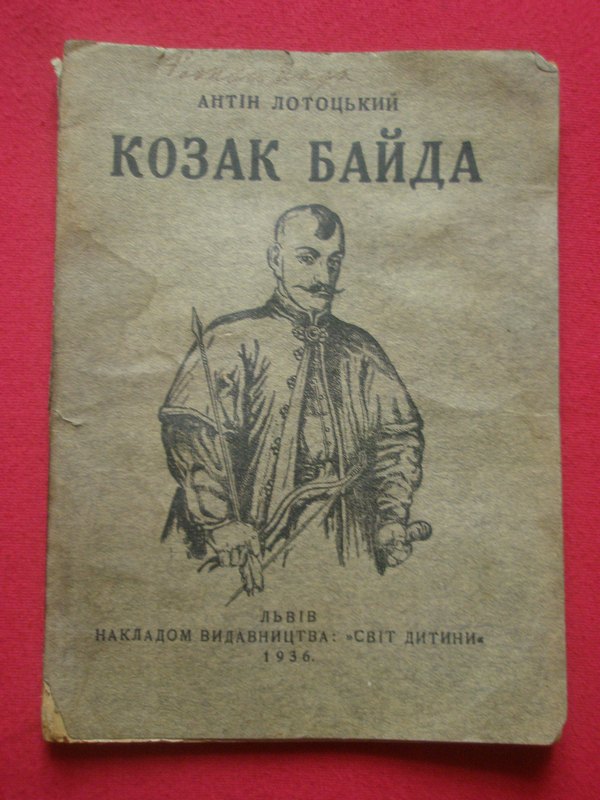 АНТІН ЛОТОЦЬКИЙ
КОЗАК БАЙДА
ЛЬВІВ
НАКЛАДОМ ВИДАВНИЦТВА: »СВІТ ДИТИНИ«
1936.